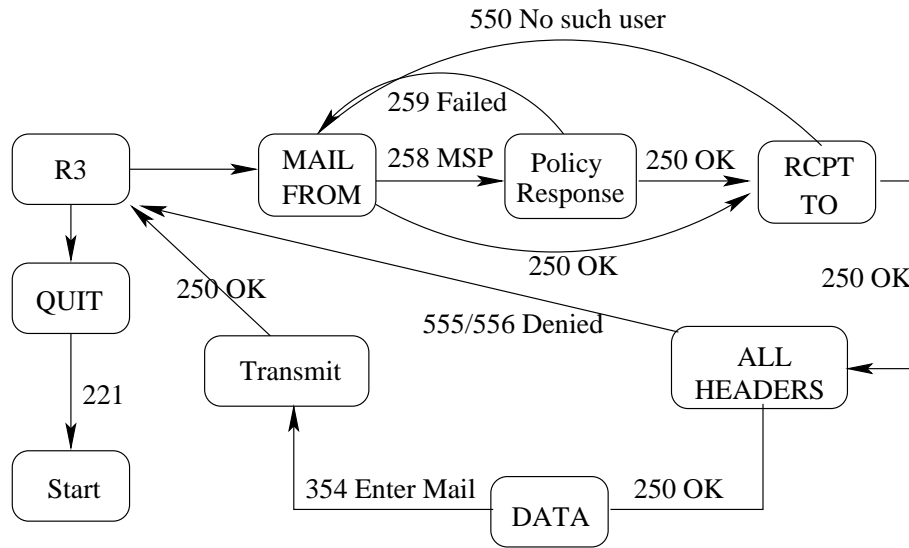 550 No such user
259 Failed
R3
MAIL
FROM
258 MSP
Policy
Response
250 OK
RCPT
TO
250 OK
QUIT
250 OK
250 OK
555/556 Denied
Transmit
ALL
HEADERS
221
Start
354 Enter Mail
DATA
250 OK